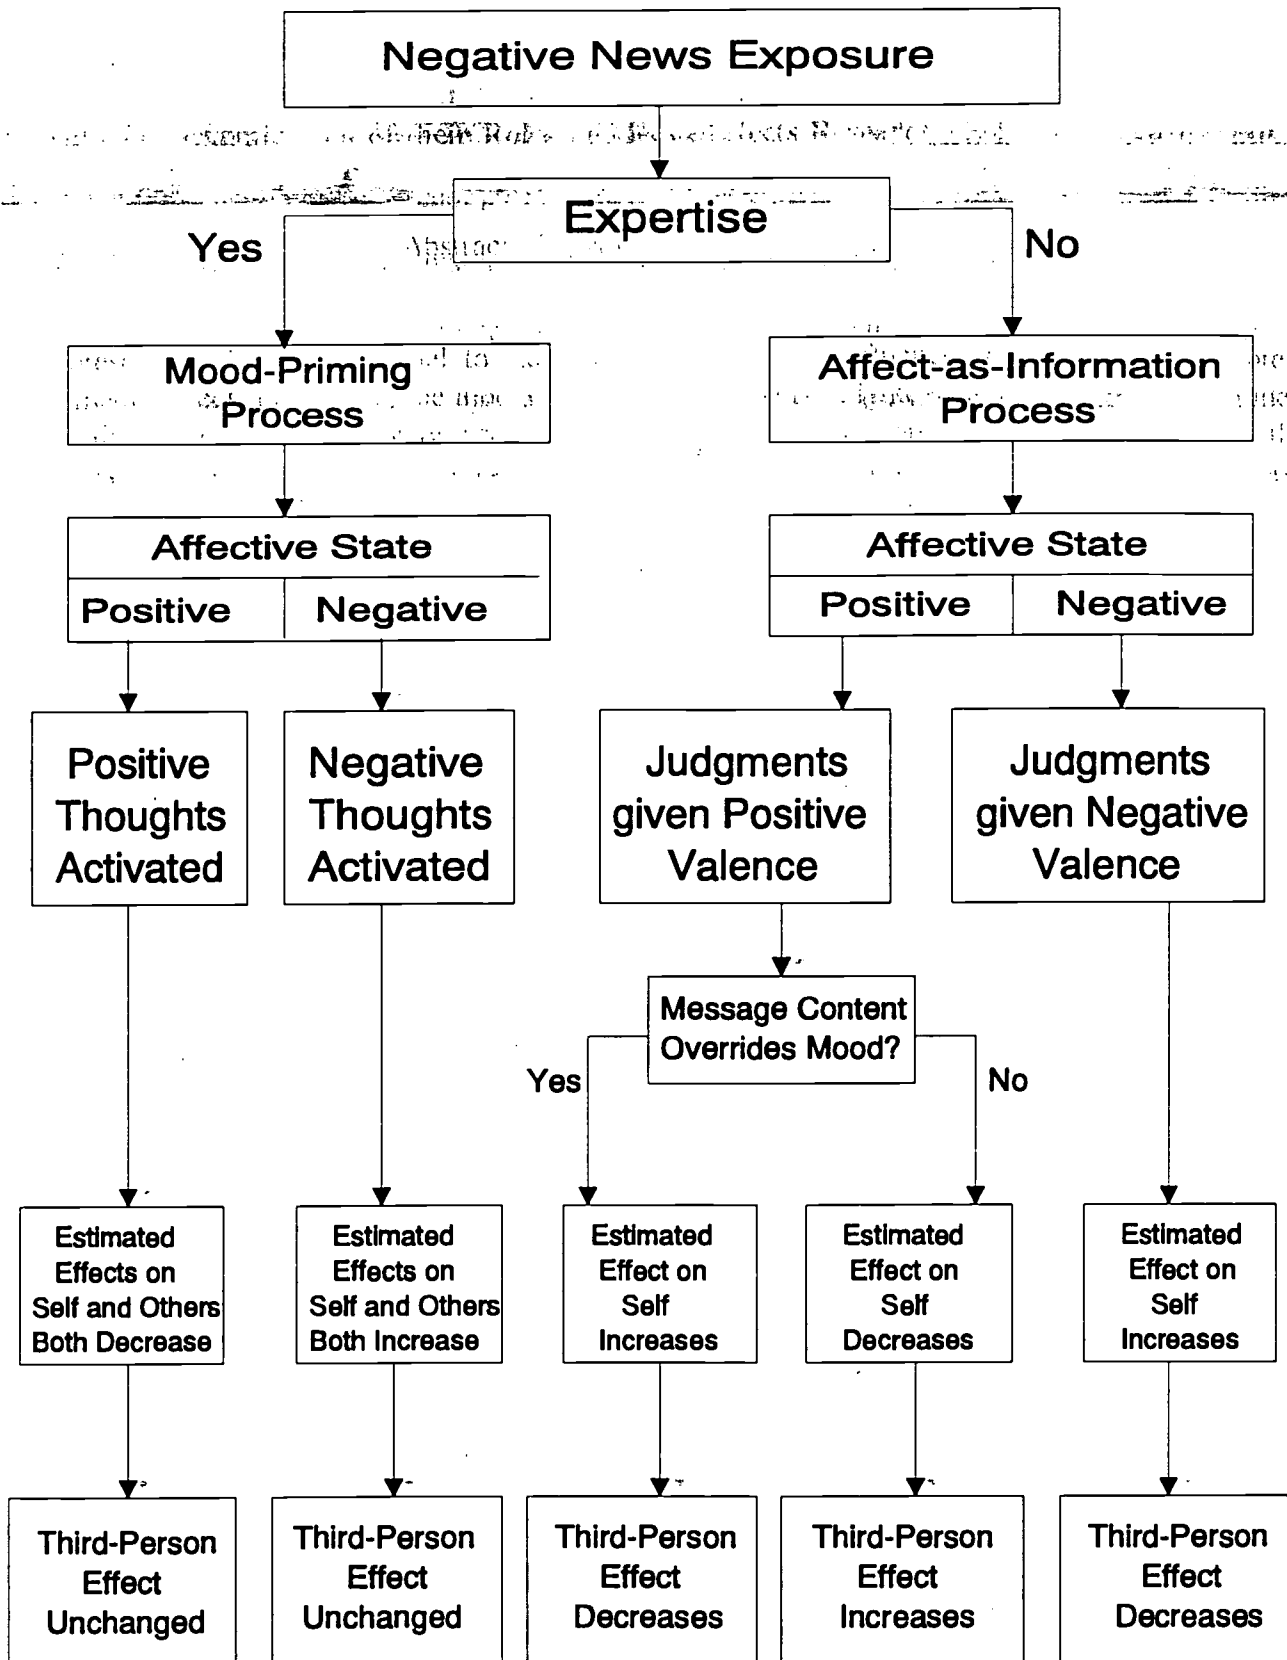 Negative News Exposure
Expertise
Yes
No
Mood-Priming
Process
Affect-as-Information
Process
Affective State
Positive
Negative
Affective State
Positive
Negative
Positive
Thoughts
Activated
Negative
Thoughts
Activated
Judgments
given Positive
Valence
Judgments
given Negative
Valence
Message Content
Overrides Mood?
Yes
No
Estimated
Effects on
Self and Others
Both Decrease
Estimated
Effects on
Self and Others
Both Increase
Estimated
Effect on
Self
Increases
Estimated
Effect on
Self
Decreases
Estimated
Effect on
Self
Increases
Third-Person
Effect
Unchanged
Third-Person
Effect
Unchanged
Third-Person
Effect
Decreases
Third-Person
Effect
Increases
Third-Person
Effect
Decreases